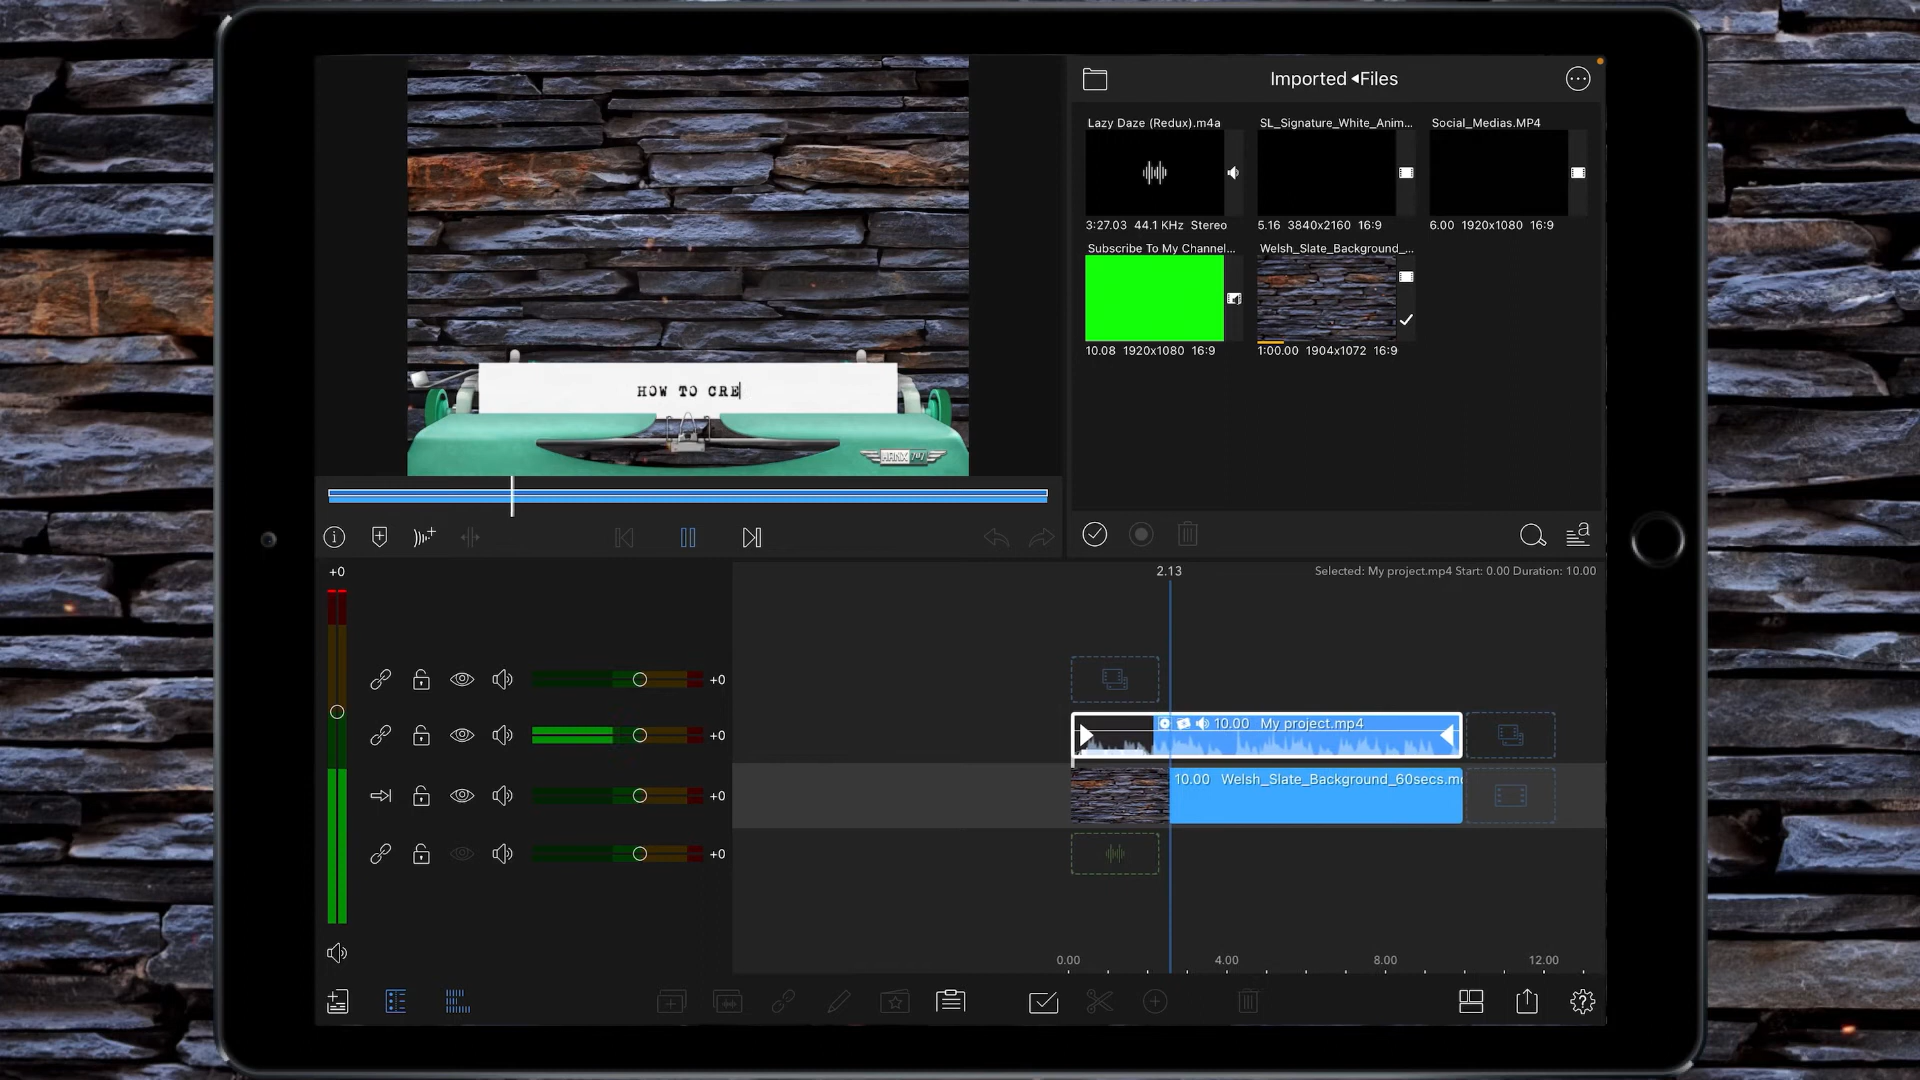 Imported ◂Files
Lazy Daze (Redux).m4a
SL_Signature_White_Anim...
Social_Medias.MP4
3:27.03 44.1 KHz Stereo
5.16 3840x2160 16:9
6.00 1920x1080 16:9
Subscribe To My Channel...
Welsh_Slate_Background_...
10.08 1920x1080 16:9
1:00.00 1904x1072 16:9
HOW TO CRE
HANX 707
a
+0
2.13
Selected: My project.mp4 Start: 0.00 Duration: 10.00
+0
10.00 My project.mp4
+0
10.00 Welsh_Slate_Background_60secs.mo
+0
+0
0.00
4.00
8.00
12.00